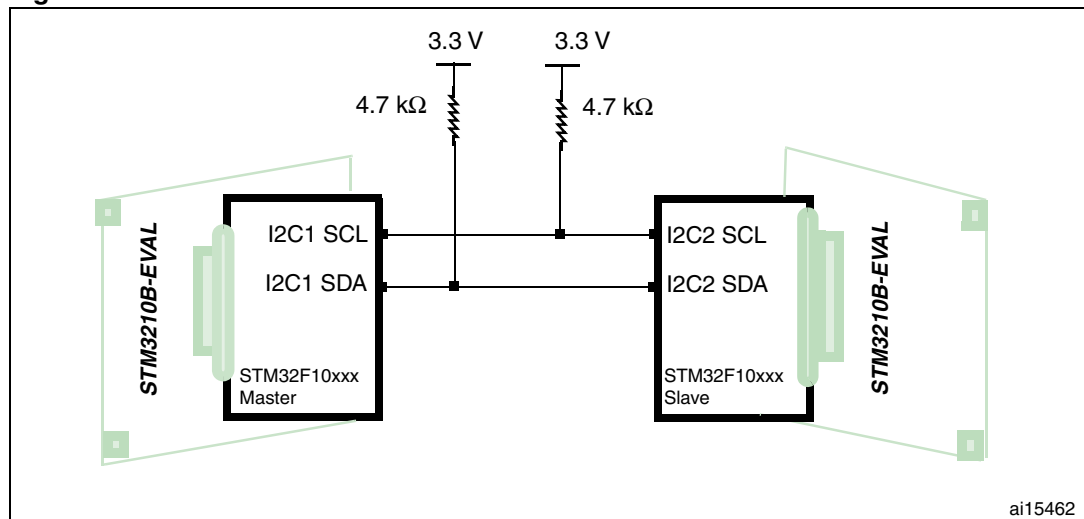 3.3 V
3.3 V
4.7 kΩ
4.7 kΩ
I2C1 SCL
I2C1 SDA
STM32F10xxx
Master
STM3210B-EVAL
I2C2 SCL
I2C2 SDA
STM32F10xxx
Slave
STM3210B-EVAL
ai15462